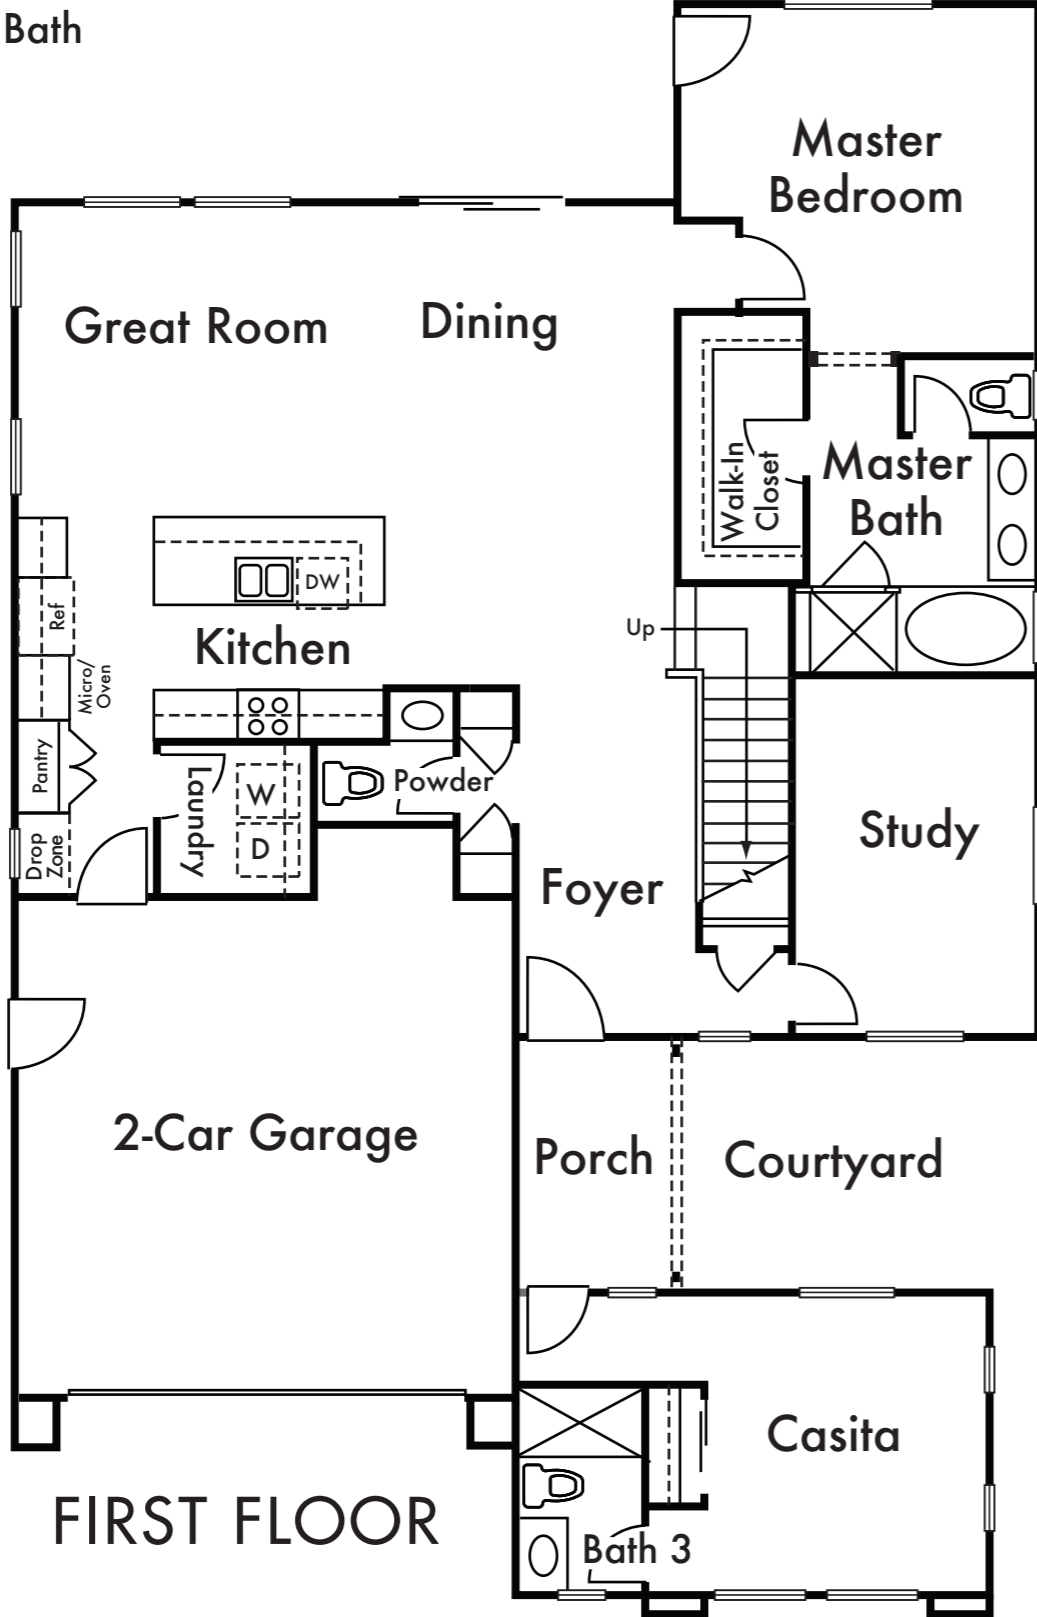 Bath
Master
Bedroom
Great Room
Dining
Walk-In
Closet
Master
Bath
DW
Ref
Kitchen
Up
Micro/
Oven
Pantry
Laundry
W
Powder
D
Drop
Zone
Study
Foyer
2-Car Garage
Porch
Courtyard
Casita
FIRST FLOOR
Bath 3